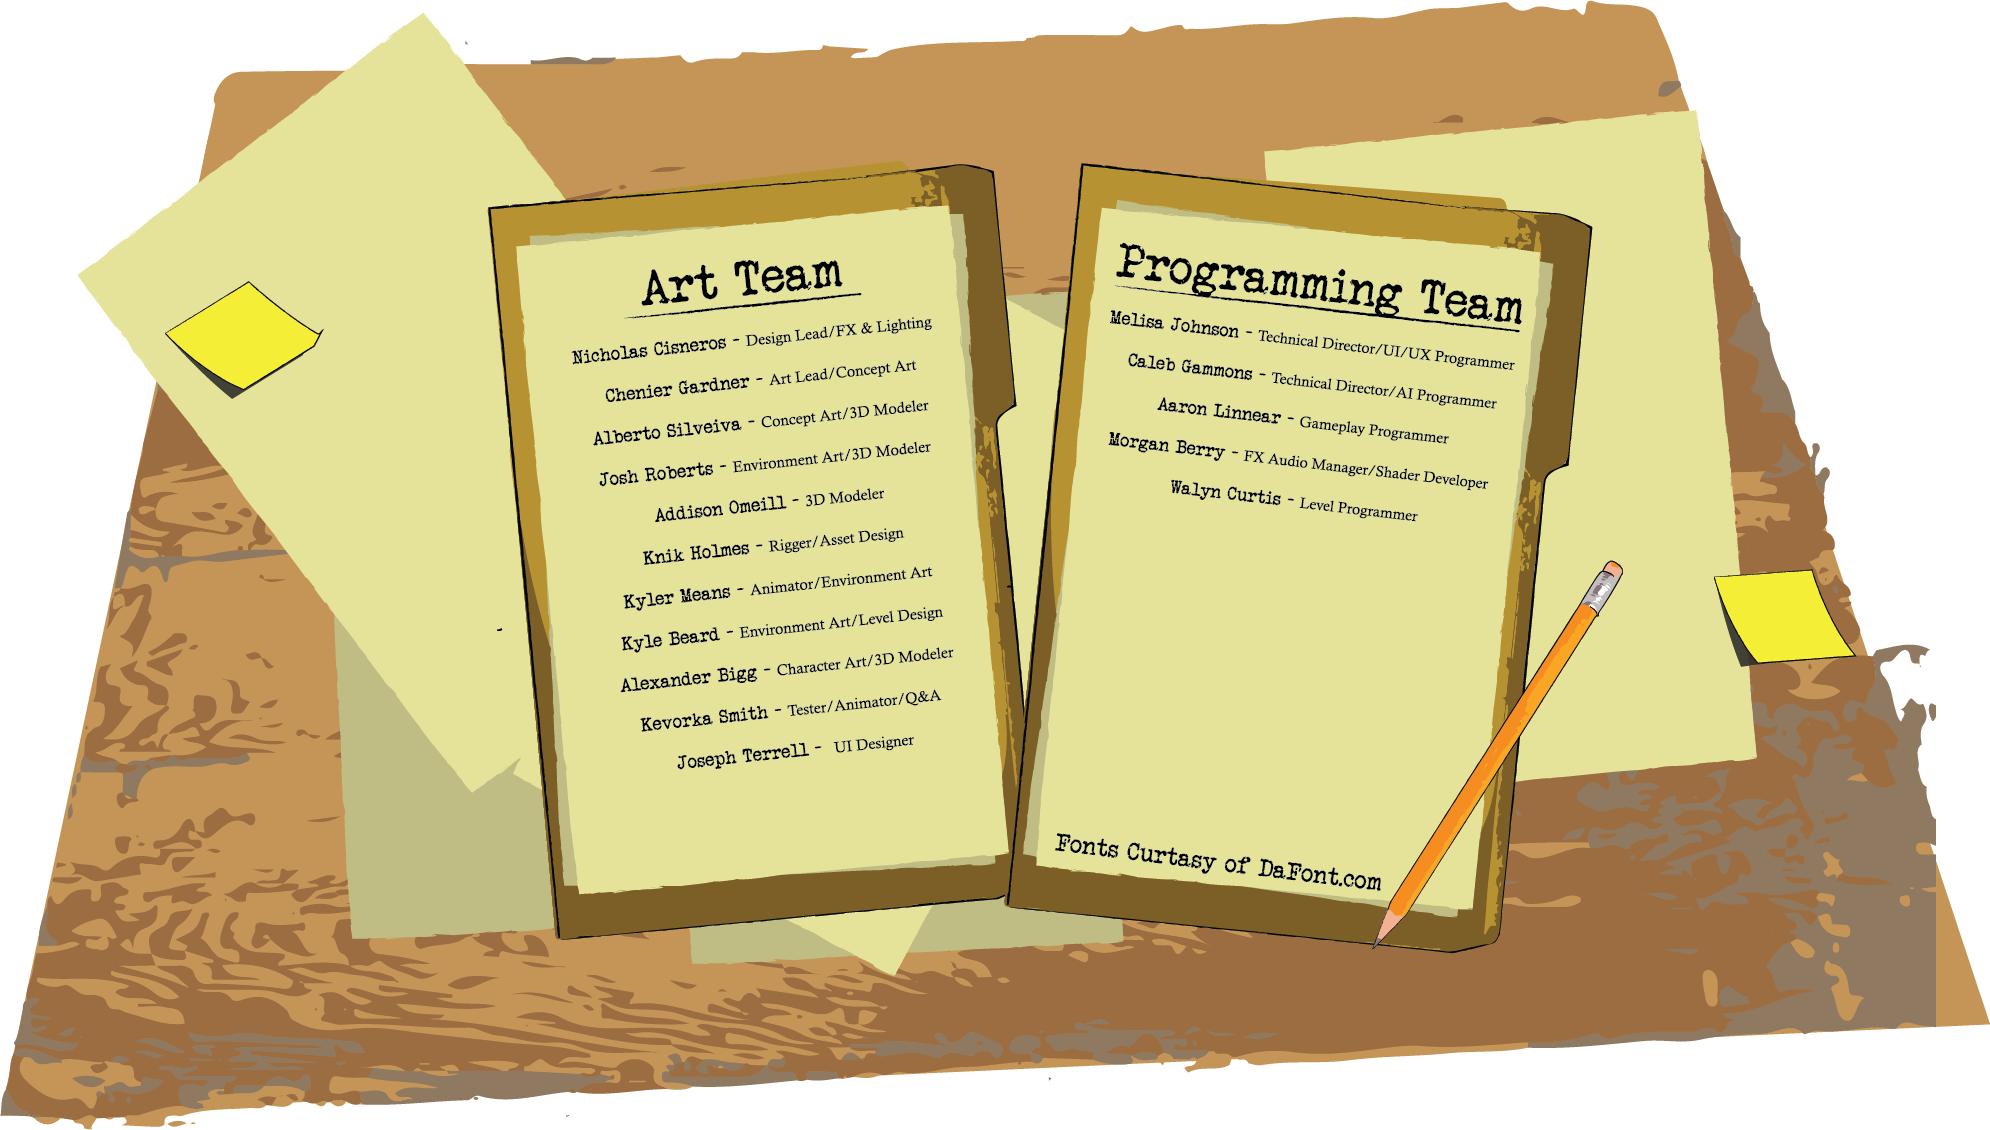 Art Team
Nicholas Cisneros - Design Lead/FX & Lighting
Chenier Gardner - Art Lead/Concept Art
Alberto Silveiva - Concept Art/3D Modeler
Josh Roberts - Environment Art/3D Modeler
Addison Omeill - 3D Modeler
Knik Holmes - Rigger/Asset Design
Kyler Means - Animator/Environment Art
Kyle Beard - Environment Art/Level Design
Alexander Bigg - Character Art/3D Modeler
Kevorka Smith - Tester/Animator/Q&A
Joseph Terrell - UI Designer
Programming Team
Melisa Johnson - Technical Director/UI/UX Programmer
Caleb Gammons - Technical Director/AI Programmer
Aaron Linnear - Gameplay Programmer
Morgan Berry - FX Audio Manager/Shader Developer
Walyn Curtis - Level Programmer
Fonts Curtasy of DaFont.com